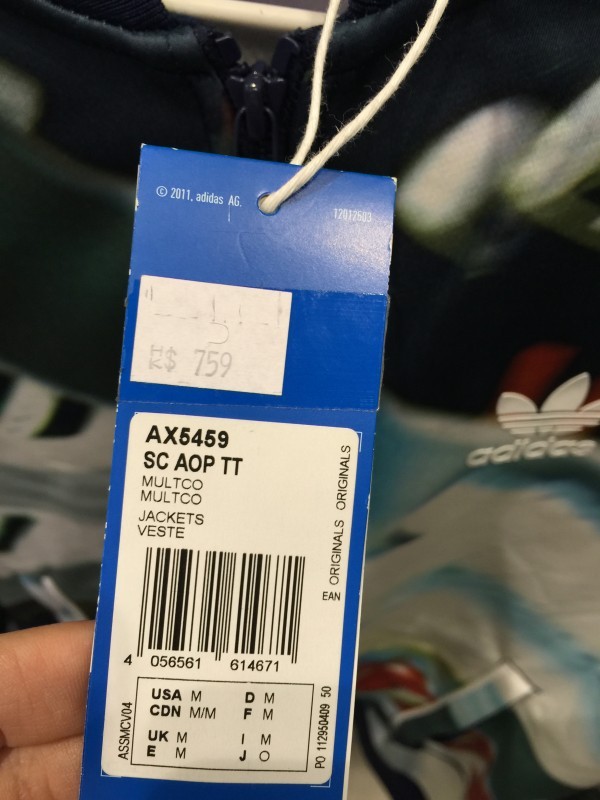 © 2011, adidas AG.
12012503
HK$ 759
AX5459
SC AOP TT
MULTCO
MULTCO
JACKETS
VESTE
EAN ORIGINALS ORIGINALS
4 056561 614671
USA M D M
CDN M/M F M
UK M I M
E M J O
ASSMCV04
PO 112950409 50
adidas